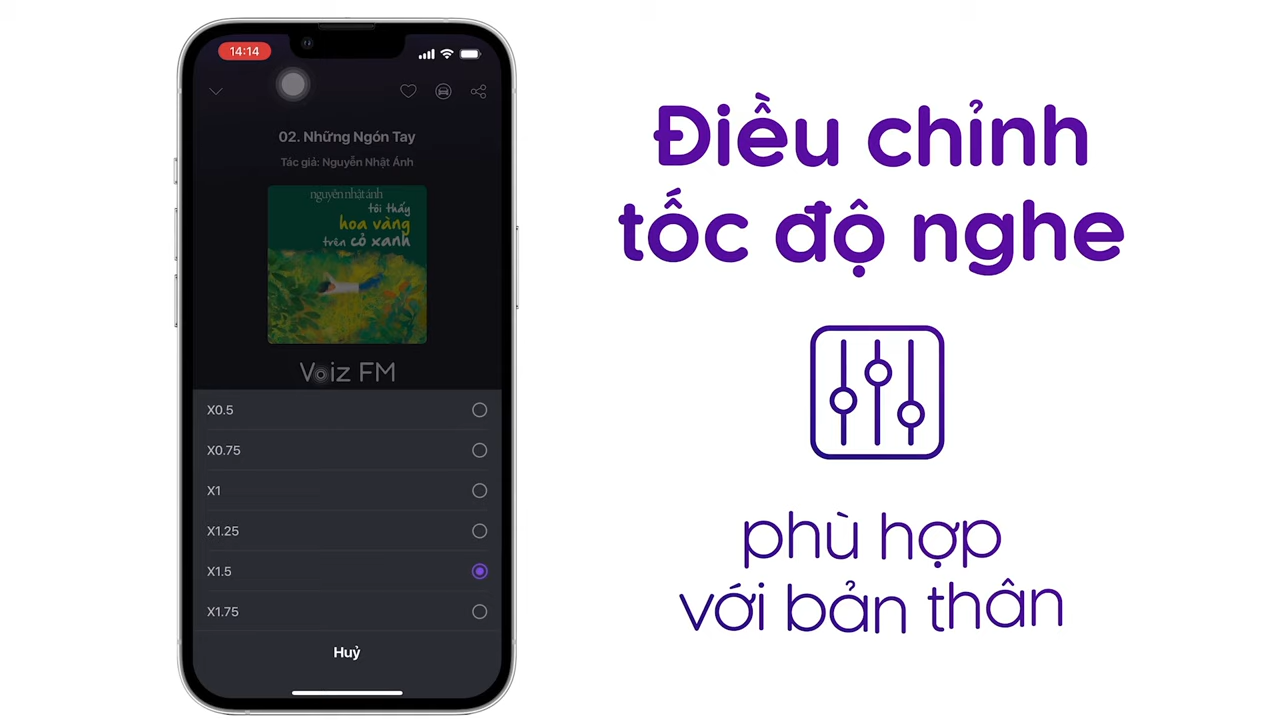 14:14
02. Những Ngón Tay
Tác giả: Nguyễn Nhật Ánh
nguyễn nhật ánh
tôi thấy
hoa vàng
trên cỏ xanh
Voiz FM
X0.5
X0.75
X1
X1.25
X1.5
X1.75
Huỷ
Điều chỉnh
tốc độ nghe
phù hợp
với bản thân